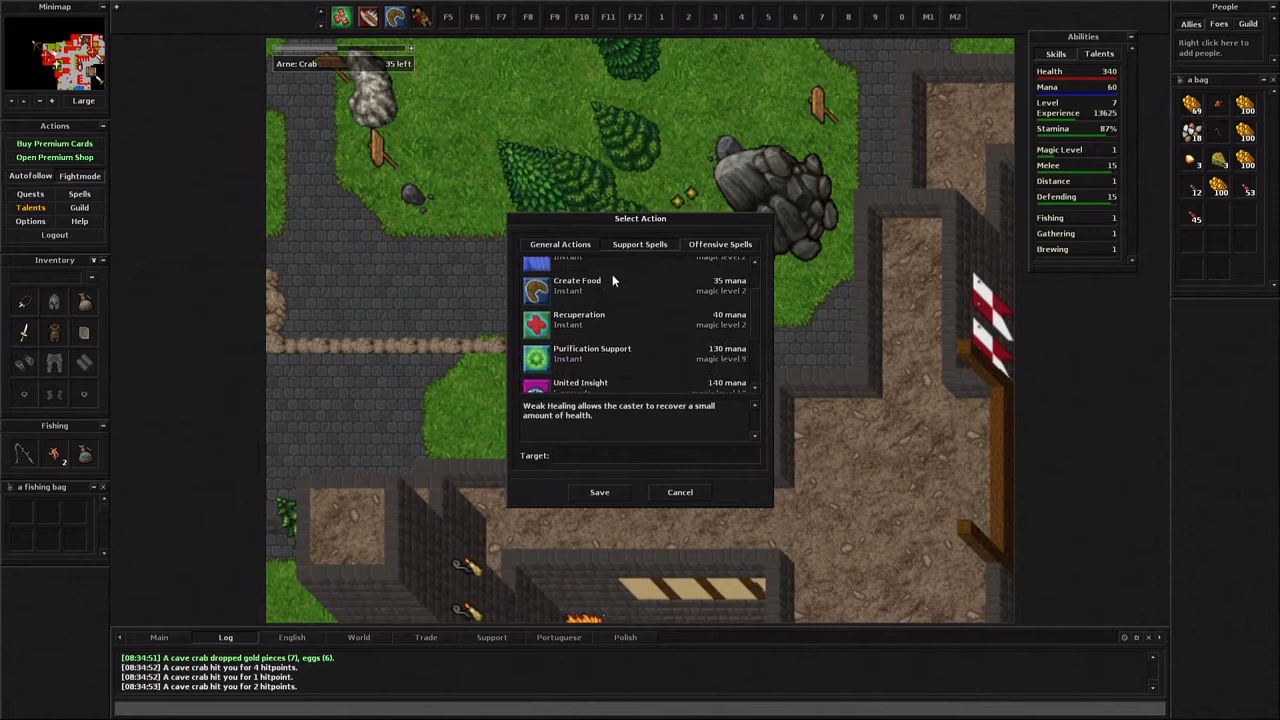 Minimap
Large
Actions
Buy Premium Cards
Open Premium Shop
Autofollow Fightmode
Quests Spells
Talents Guild
Options Help
Logout
Inventory
Fishing
2
a fishing bag
F5 F6 F7 F8 F9 F10 F11 F12 1 2 3 4 5 6 7 8 9 0 M1 M2
Arne: Crab 35 left
Select Action
General Actions Support Spells Offensive Spells
Instant magic level 2
Create Food 35 mana
Instant magic level 2
Recuperation 40 mana
Instant magic level 2
Purification Support 130 mana
Instant magic level 9
United Insight 140 mana
Weak Healing allows the caster to recover a small
amount of health.
Target:
Save Cancel
Abilities
Skills Talents
Health 340
Mana 60
Level 7
Experience 13625
Stamina 87%
Magic Level 1
Melee 15
Distance 1
Defending 15
Fishing 1
Gathering 1
Brewing 1
People
Allies Foes Guild
Right click here to
add people.
a bag
69 100
18 100
3 3 100
12 100 53
45
Main Log English World Trade Support Portuguese Polish
[08:34:51] A cave crab dropped gold pieces (7), eggs (6).
[08:34:52] A cave crab hit you for 4 hitpoints.
[08:34:52] A cave crab hit you for 1 hitpoint.
[08:34:53] A cave crab hit you for 2 hitpoints.